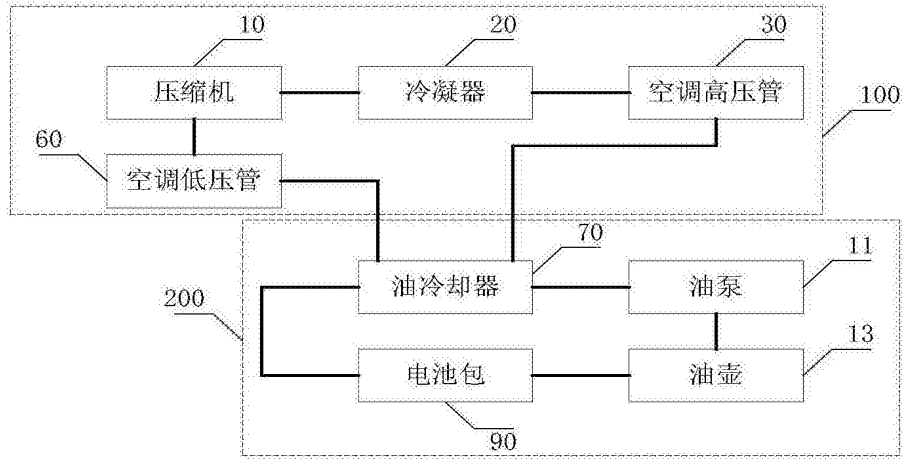 10
20
30
压缩机
冷凝器
空调高压管
100
60
空调低压管
70
11
油冷却器
油泵
200
13
电池包
油壶
90